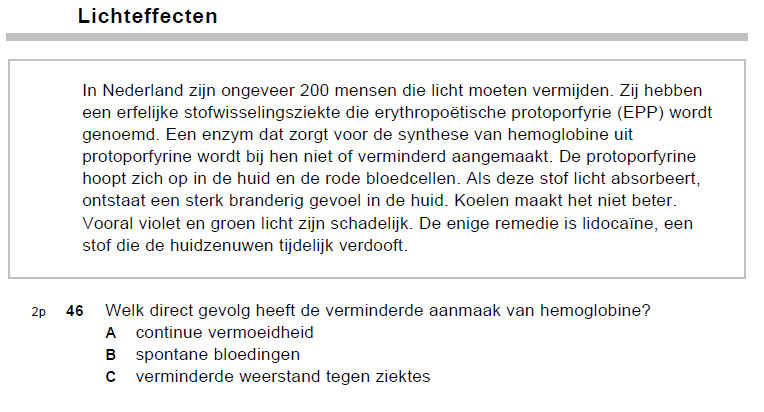 Lichteffecten
In Nederland zijn ongeveer 200 mensen die licht moeten vermijden. Zij hebben
een erfelijke stofwisselingsziekte die erythropoëtische protoporfyrie (EPP) wordt
genoemd. Een enzym dat zorgt voor de synthese van hemoglobine uit
protoporfyrine wordt bij hen niet of verminderd aangemaakt. De protoporfyrine
hoopt zich op in de huid en de rode bloedcellen. Als deze stof licht absorbeert,
ontstaat een sterk branderig gevoel in de huid. Koelen maakt het niet beter.
Vooral violet en groen licht zijn schadelijk. De enige remedie is lidocaïne, een
stof die de huidzenuwen tijdelijk verdooft.
2p 46 Welk direct gevolg heeft de verminderde aanmaak van hemoglobine?
A continue vermoeidheid
B spontane bloedingen
C verminderde weerstand tegen ziektes